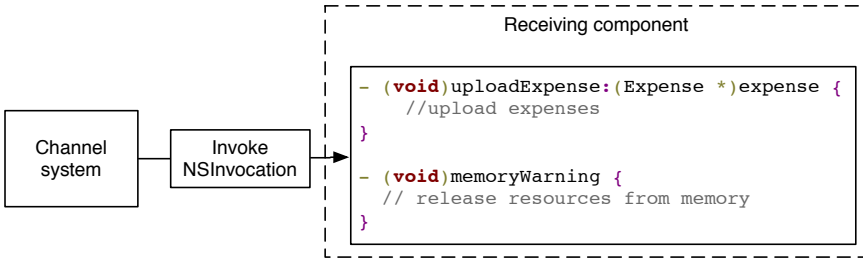 Receiving component
Channel
system
Invoke
NSInvocation
- (void)uploadExpense:(Expense *)expense {
//upload expenses
}
- (void)memoryWarning {
// release resources from memory
}